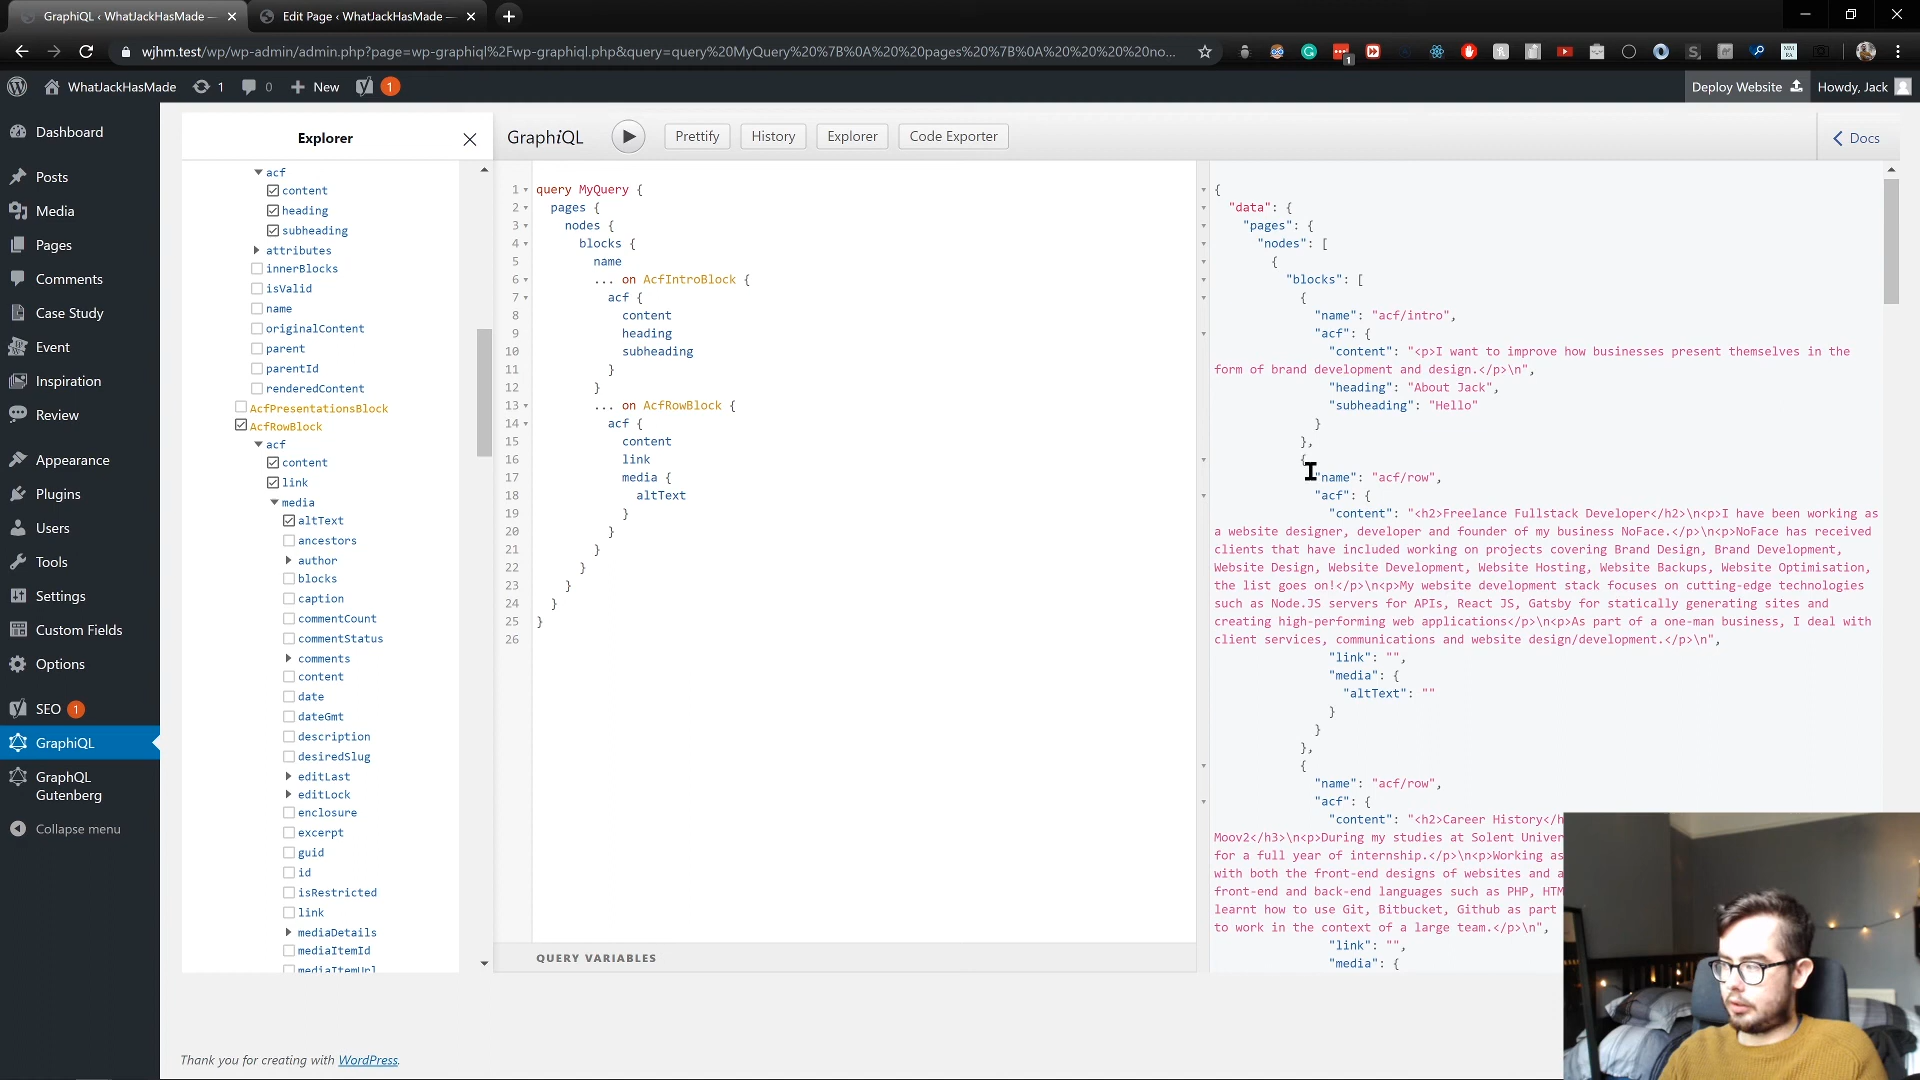 GraphiQL ‹ WhatJackHasMade —
Edit Page ‹ WhatJackHasMade —
wjhm.test/wp/wp-admin/admin.php?page=wp-graphiql%2Fwp-graphiql.php&query=query%20MyQuery%20%7B%0A%20%20pages%20%7B%0A%20%20%20%20no...
WhatJackHasMade 1 0 New 1
Deploy Website Howdy, Jack
Dashboard
Posts
Media
Pages
Comments
Case Study
Event
Inspiration
Review
Appearance
Plugins
Users
Tools
Settings
Custom Fields
Options
SEO 1
GraphiQL
GraphQL
Gutenberg
Collapse menu
Explorer
acf
content
heading
subheading
attributes
innerBlocks
isValid
name
originalContent
parent
parentId
renderedContent
AcfPresentationsBlock
AcfRowBlock
acf
content
link
media
altText
ancestors
author
blocks
caption
commentCount
commentStatus
comments
content
date
dateGmt
description
desiredSlug
editLast
editLock
enclosure
excerpt
guid
id
isRestricted
link
mediaDetails
mediaItemId
mediaItemUrl
GraphiQL Prettify History Explorer Code Exporter Docs
1 query MyQuery {
2 pages {
3 nodes {
4 blocks {
5 name
6 ... on AcfIntroBlock {
7 acf {
8 content
9 heading
10 subheading
11 }
12 }
13 ... on AcfRowBlock {
14 acf {
15 content
16 link
17 media {
18 altText
19 }
20 }
21 }
22 }
23 }
24 }
25 }
26
QUERY VARIABLES
{
"data": {
"pages": {
"nodes": [
{
"blocks": [
{
"name": "acf/intro",
"acf": {
"content": "<p>I want to improve how businesses present themselves in the
form of brand development and design.</p>\n",
"heading": "About Jack",
"subheading": "Hello"
}
},
{
"name": "acf/row",
"acf": {
"content": "<h2>Freelance Fullstack Developer</h2>\n<p>I have been working as
a website designer, developer and founder of my business NoFace.</p>\n<p>NoFace has received
clients that have included working on projects covering Brand Design, Brand Development,
Website Design, Website Development, Website Hosting, Website Backups, Website Optimisation,
the list goes on!</p>\n<p>My website development stack focuses on cutting-edge technologies
such as Node.JS servers for APIs, React JS, Gatsby for statically generating sites and
creating high-performing web applications</p>\n<p>As part of a one-man business, I deal with
client services, communications and website design/development.</p>\n",
"link": "",
"media": {
"altText": ""
}
}
},
{
"name": "acf/row",
"acf": {
"content": "<h2>Career History</h
Moov2</h3>\n<p>During my studies at Solent Univer
for a full year of internship.</p>\n<p>Working as
with both the front-end designs of websites and a
front-end and back-end languages such as PHP, HTM
learnt how to use Git, Bitbucket, Github as part
to work in the context of a large team.</p>\n",
"link": "",
"media": {
Thank you for creating with WordPress.